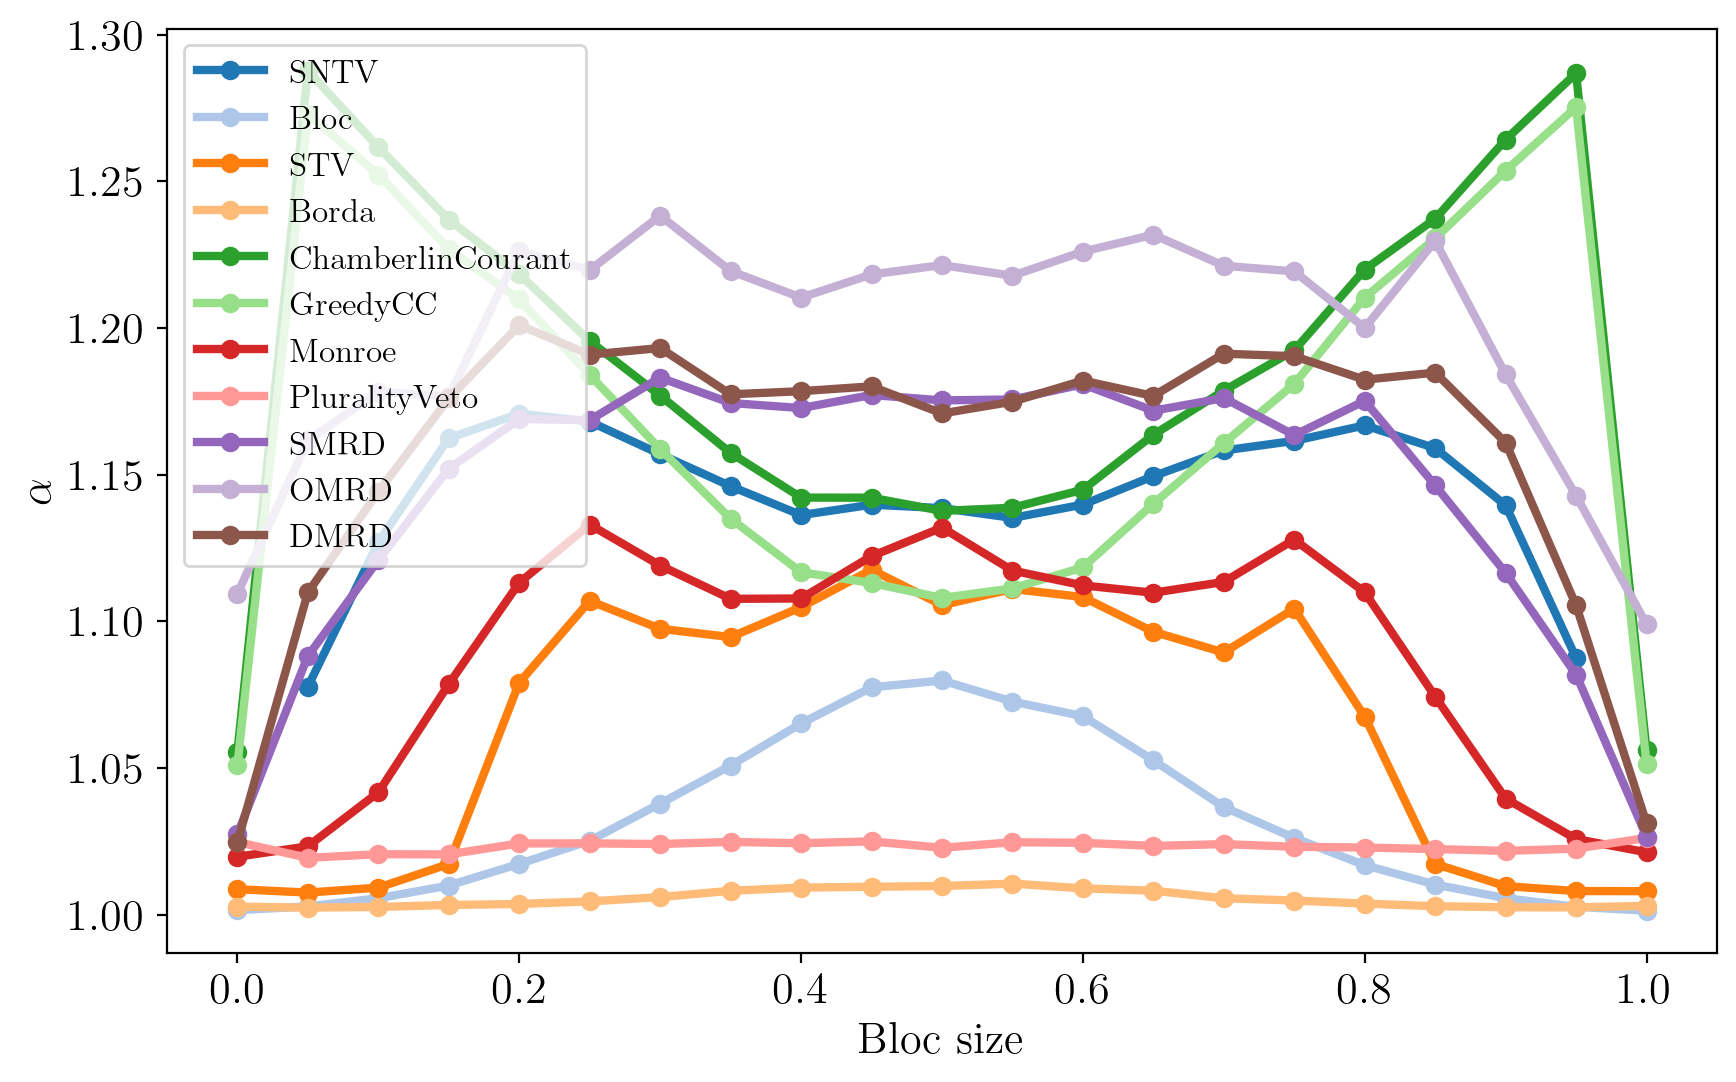 1.30
1.25
1.20
1.15
1.10
1.05
1.00
α
SNTV
Bloc
STV
Borda
ChamberlinCourant
GreedyCC
Monroe
PluralityVeto
SMRD
OMRD
DMRD
0.0 0.2 0.4 0.6 0.8 1.0
Bloc size